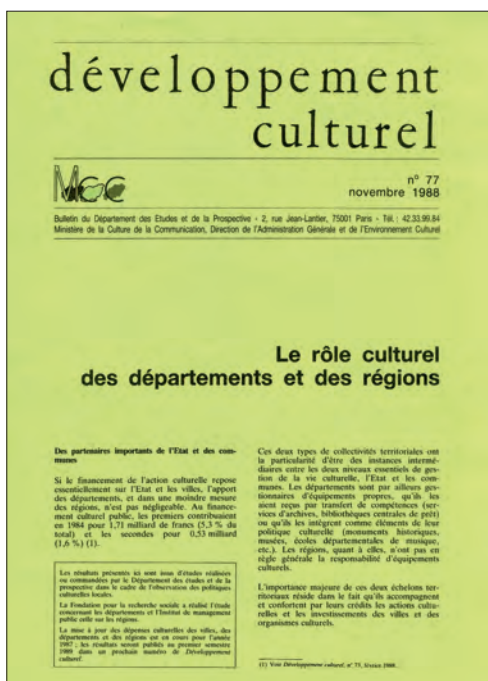 développement
culturel
MCC
n° 77
novembre 1988
Bulletin du Département des Etudes et de la Prospective - 2, rue Jean-Lantier, 75001 Paris - Tél. : 42.33.99.84
Ministère de la Culture de la Communication, Direction de l'Administration Générale et de l'Environnement Culturel
Le rôle culturel
des départements et des régions
Des partenaires importants de l'Etat et des com-
munes
Si le financement de l'action culturelle repose
essentiellement sur l'Etat et les villes, l'apport
des départements, et dans une moindre mesure
des régions, n'est pas négligeable. Au finance-
ment culturel public, les premiers contribuaient
en 1984 pour 1,71 milliard de francs (5,3 % du
total) et les secondes pour 0,53 milliard
(1,6 %) (1).
Les résultats présentés ici sont issus d'études réalisées
ou commandées par le Département des études et de la
prospective dans le cadre de l'observation des politiques
culturelles locales.
La Fondation pour la recherche sociale a réalisé l'étude
concernant les départements et l'Institut de management
public celle sur les régions.
La mise à jour des dépenses culturelles des villes, des
départements et des régions est en cours pour l'année
1987 ; les résultats seront publiés au premier semestre
1989 dans un prochain numéro de Développement
culturel.
Ces deux types de collectivités territoriales ont
la particularité d'être des instances intermé-
diaires entre les deux niveaux essentiels de ges-
tion de la vie culturelle, l'Etat et les com-
munes. Les départements sont par ailleurs ges-
tionnaires d'équipements propres, qu'ils les
aient reçus par transfert de compétences (ser-
vices d'archives, bibliothèques centrales de prêt)
ou qu'ils les intègrent comme éléments de leur
politique culturelle (monuments historiques,
musées, écoles départementales de musique,
etc.). Les régions, quant à elles, n'ont pas en
règle générale la responsabilité d'équipements
culturels.
L'importance majeure de ces deux échelons ter-
ritoriaux réside dans le fait qu'ils accompagnent
et confortent par leurs crédits les actions cultu-
relles et les investissements des villes et des
organismes culturels.
(1) Voir Développement culturel, n° 73, février 1988.